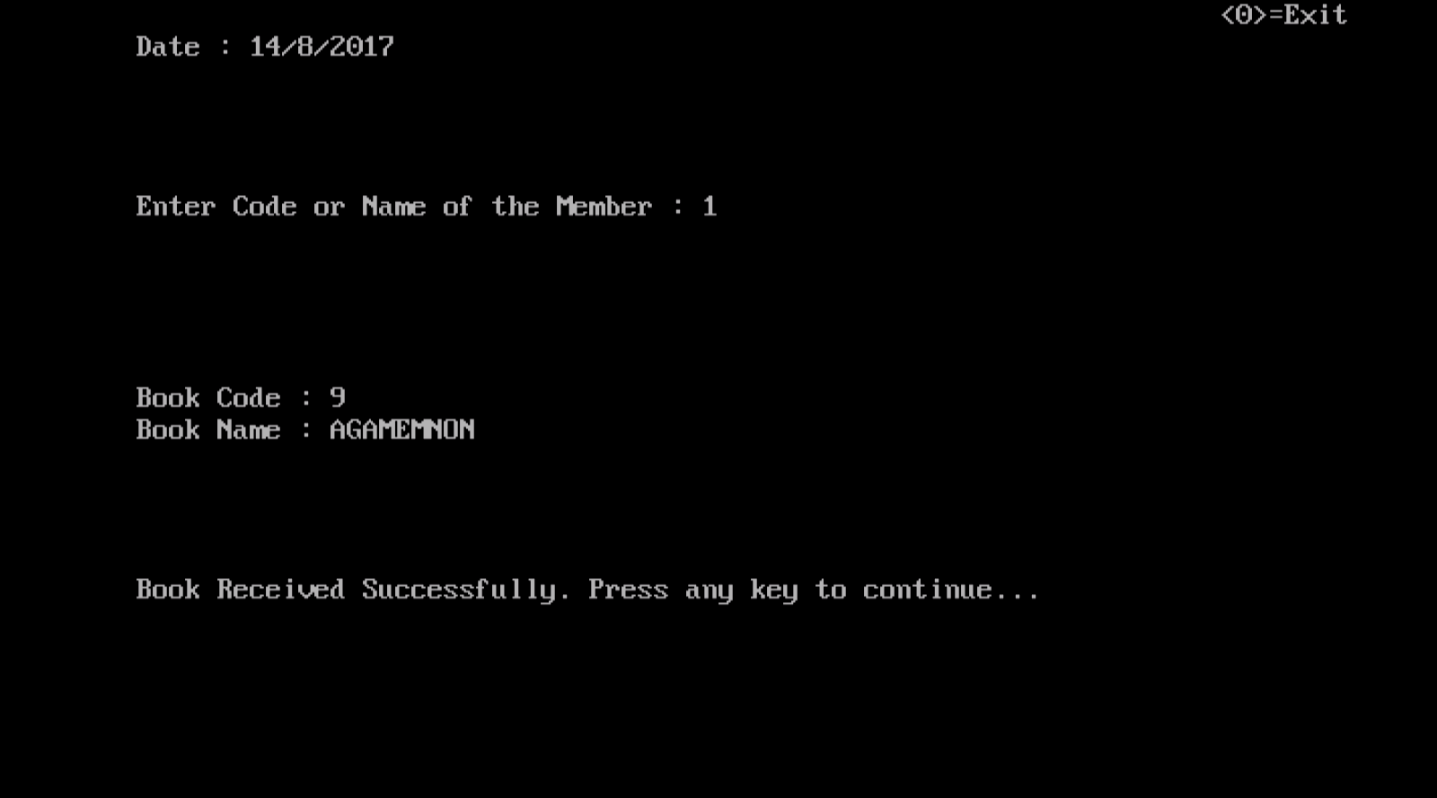 <0>=Exit
Date : 14/8/2017
Enter Code or Name of the Member : 1
Book Code : 9
Book Name : AGAMEMNON
Book Received Successfully. Press any key to continue...